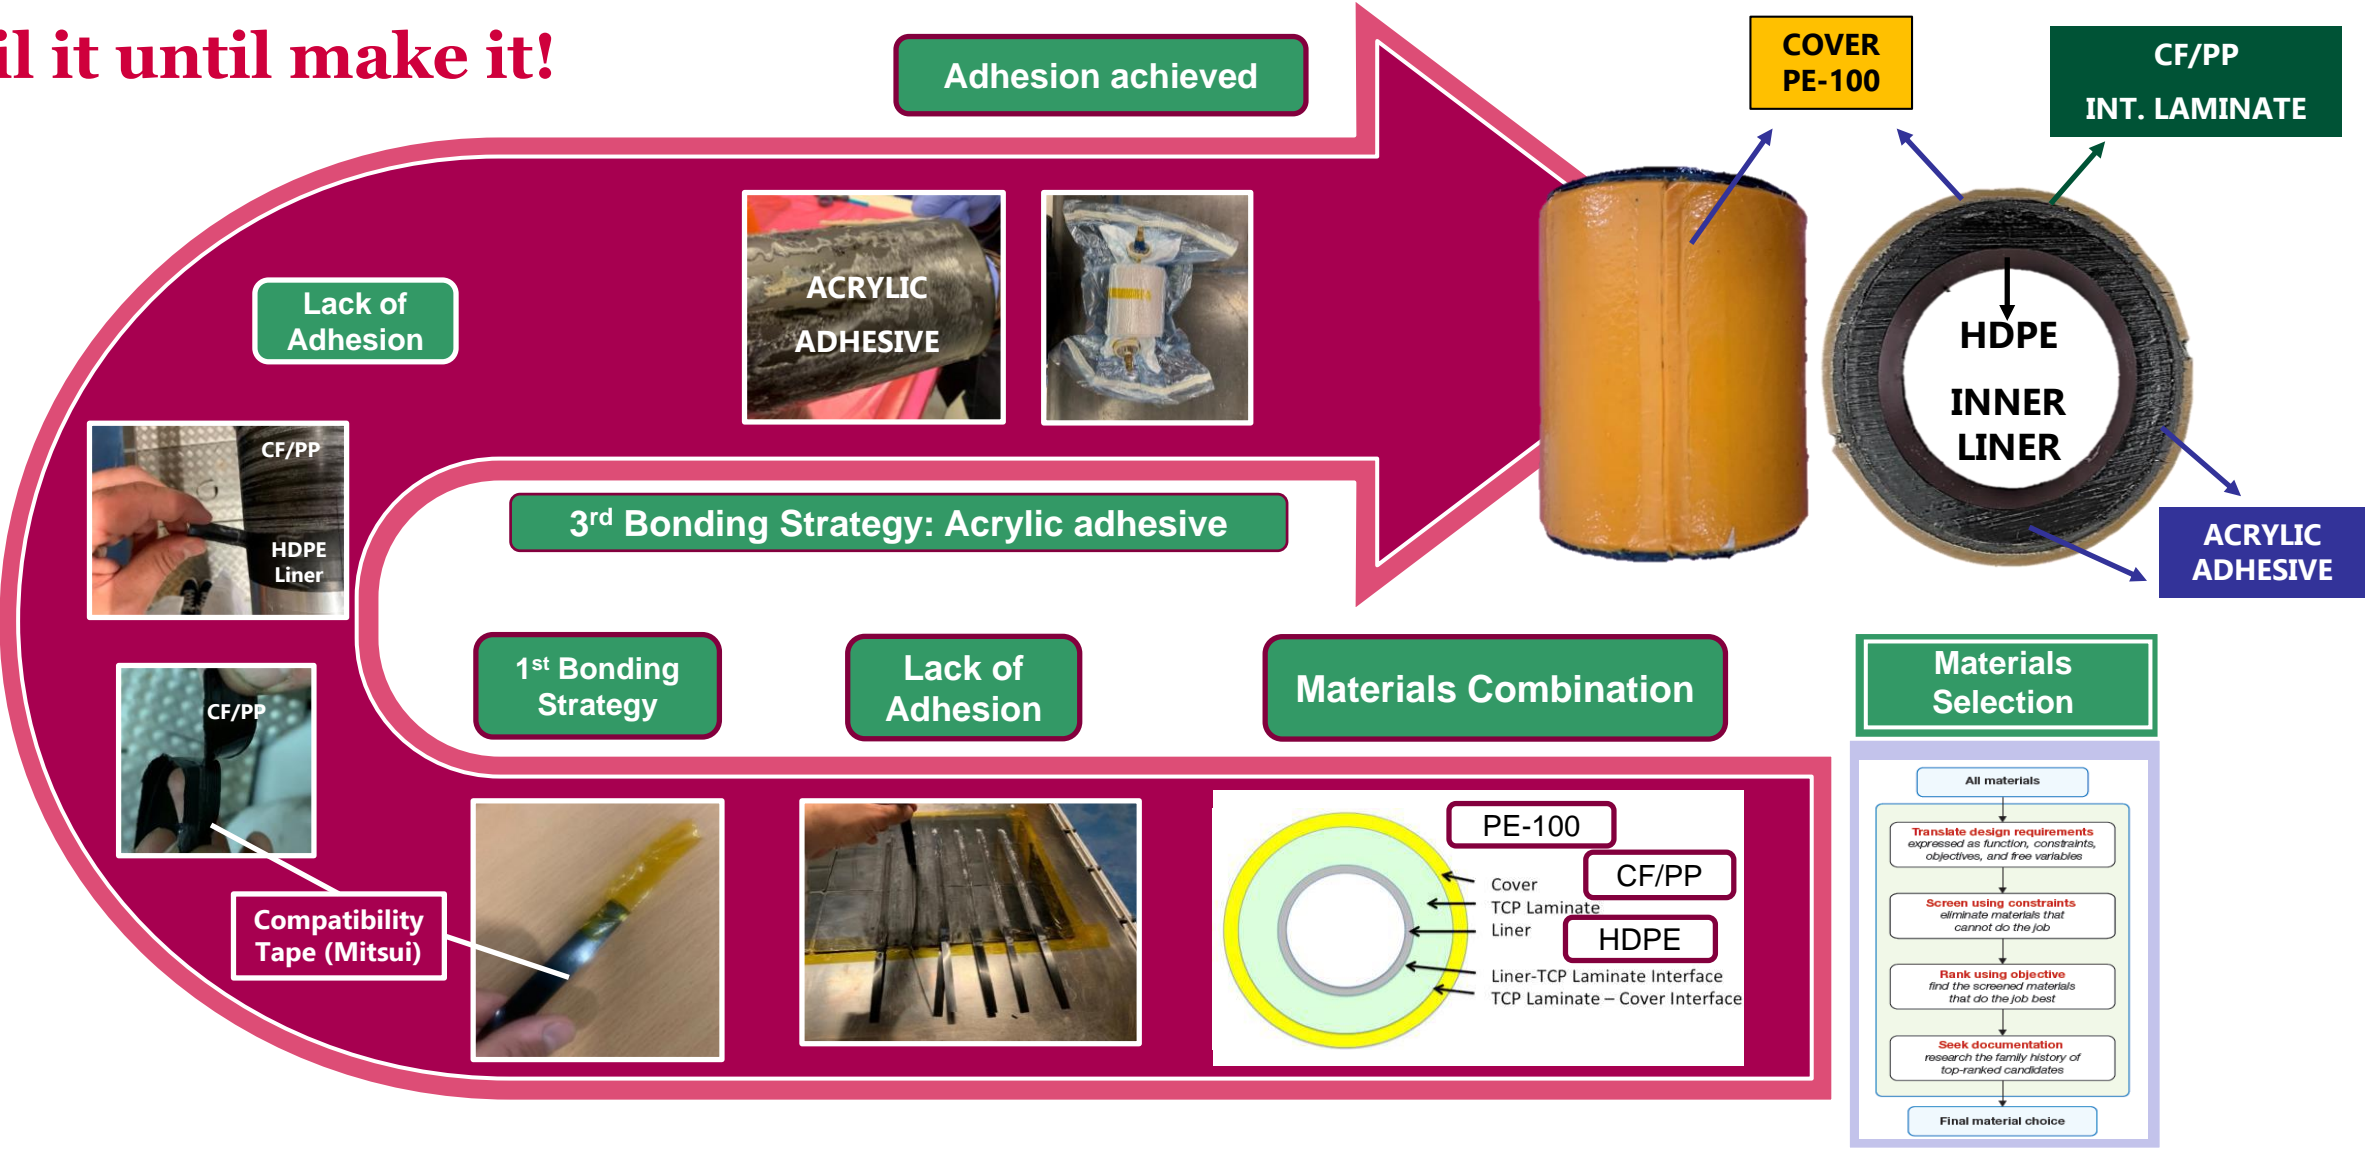 il it until make it!
Adhesion achieved
COVER
PE-100
CF/PP
INT. LAMINATE
Lack of
Adhesion
ACRYLIC
ADHESIVE
HDPE
INNER
LINER
CF/PP
HDPE
Liner
3rd Bonding Strategy: Acrylic adhesive
ACRYLIC
ADHESIVE
1st Bonding
Strategy
Lack of
Adhesion
Materials Combination
Materials
Selection
CF/PP
Compatibility
Tape (Mitsui)
PE-100
CF/PP
HDPE
Cover
TCP Laminate
Liner
Liner-TCP Laminate Interface
TCP Laminate – Cover Interface
All materials
Translate design requirements
expressed as function, constraints,
objectives, and free variables
Screen using constraints
eliminate materials that
cannot do the job
Rank using objective
find the screened materials
that do the job best
Seek documentation
research the family history of
top-ranked candidates
Final material choice